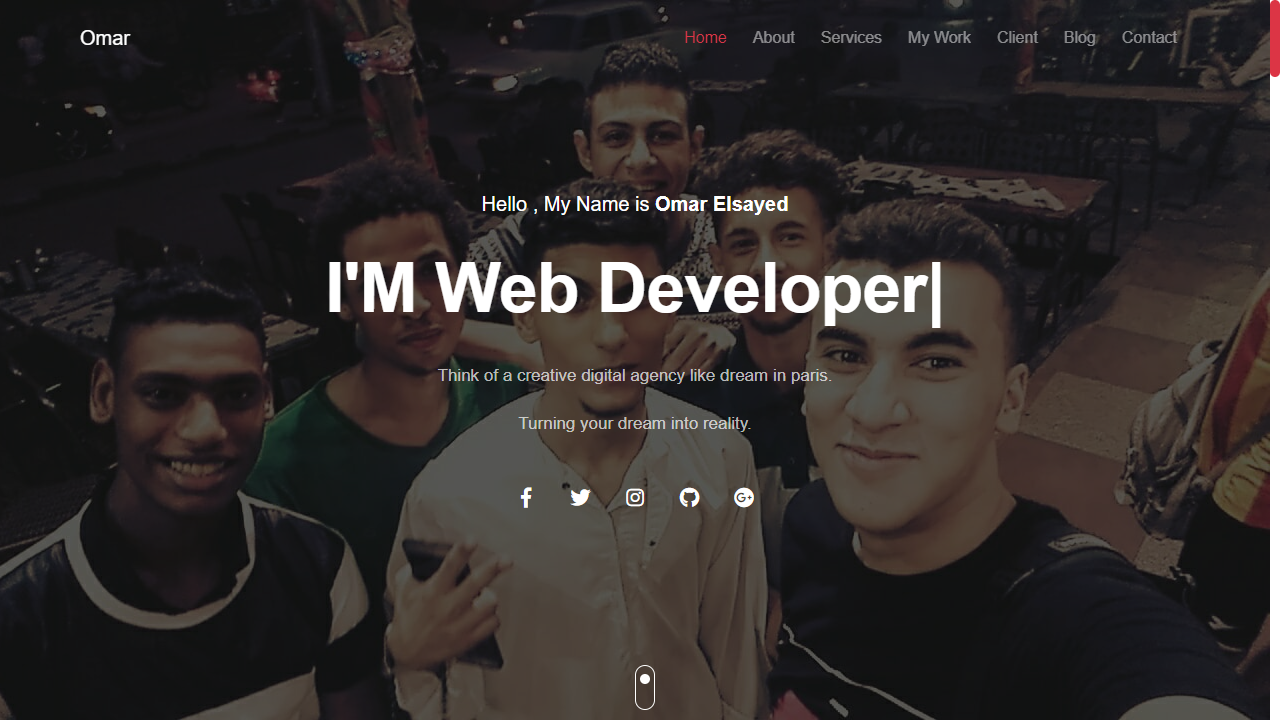 Omar
Home About Services My Work Client Blog Contact
Hello , My Name is Omar Elsayed
I'M Web Developer|
Think of a creative digital agency like dream in paris.
Turning your dream into reality.